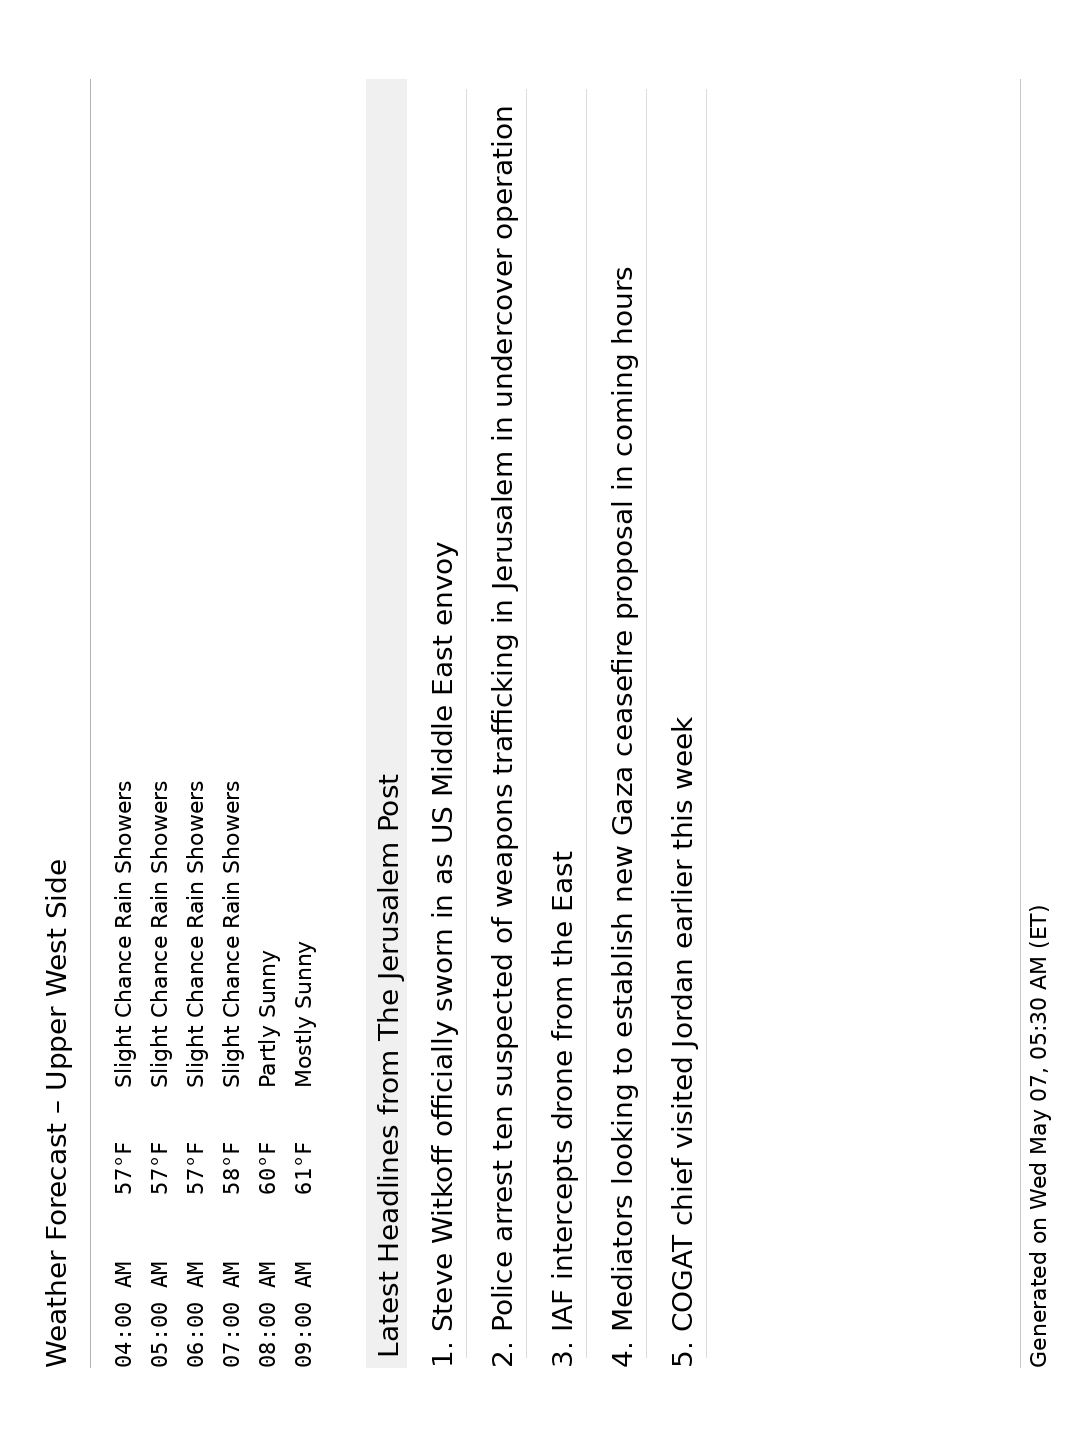 Weather Forecast – Upper West Side
04:00 AM 57°F Slight Chance Rain Showers
05:00 AM 57°F Slight Chance Rain Showers
06:00 AM 57°F Slight Chance Rain Showers
07:00 AM 58°F Slight Chance Rain Showers
08:00 AM 60°F Partly Sunny
09:00 AM 61°F Mostly Sunny
Latest Headlines from The Jerusalem Post
1. Steve Witkoff officially sworn in as US Middle East envoy
2. Police arrest ten suspected of weapons trafficking in Jerusalem in undercover operation
3. IAF intercepts drone from the East
4. Mediators looking to establish new Gaza ceasefire proposal in coming hours
5. COGAT chief visited Jordan earlier this week
Generated on Wed May 07, 05:30 AM (ET)